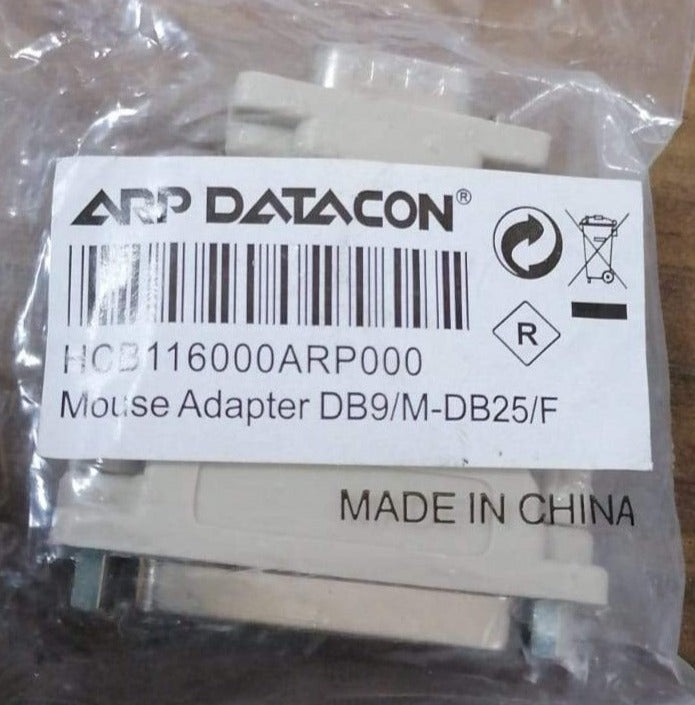 ARP DATACON®
HCB116000ARP000
R
Mouse Adapter DB9/M-DB25/F
MADE IN CHINA